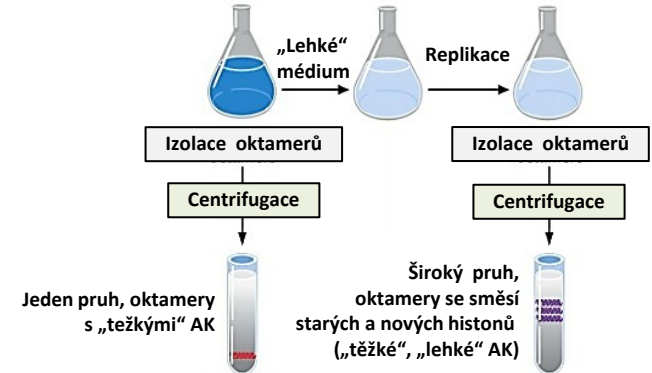 „Lehké“
médium
Replikace
Izolace oktamerů
Izolace oktamerů
Centrifugace
Centrifugace
Jeden pruh, oktamery
s „težkými“ AK
Široký pruh,
oktamery se směsí
starých a nových histonů
(„těžké“, „lehké“ AK)